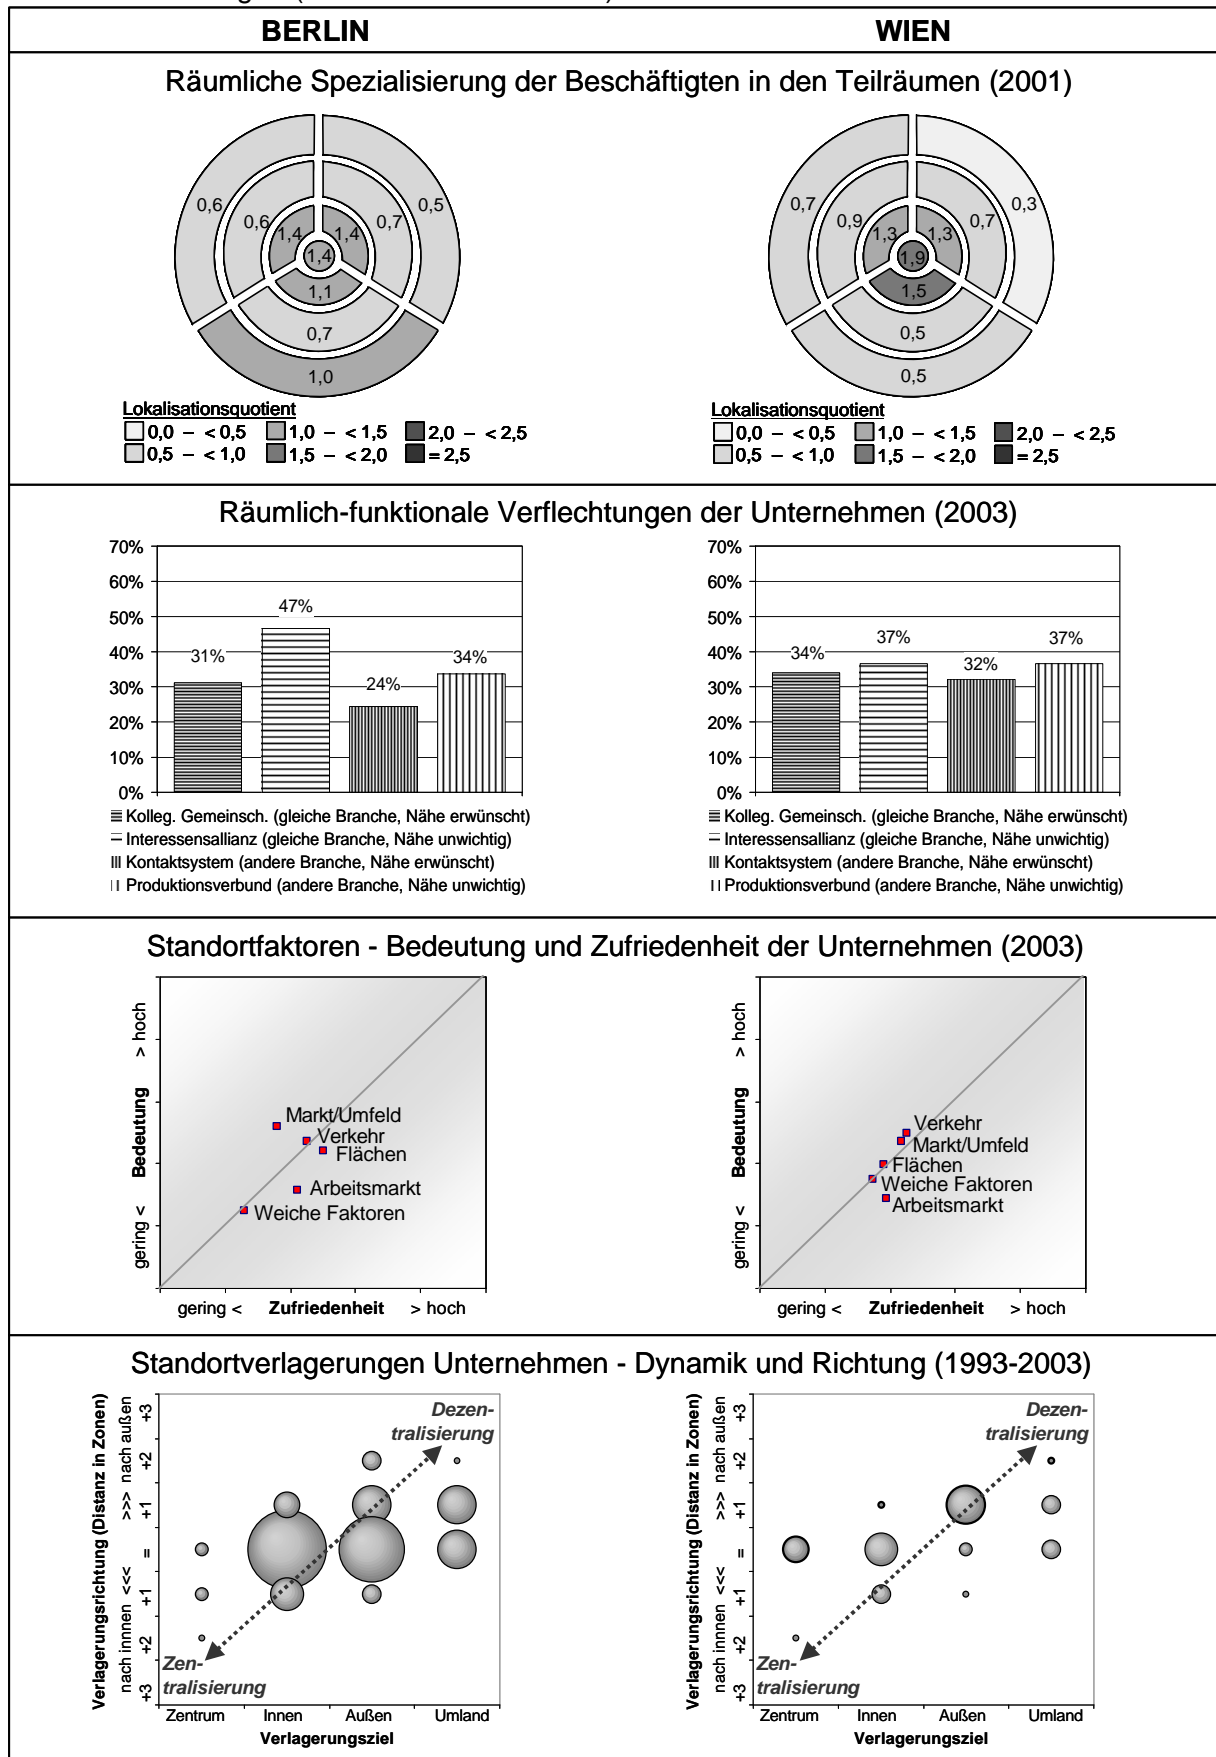 BERLIN WIEN
Räumliche Spezialisierung der Beschäftigten in den Teilräumen (2001)
0,6 0,6 1,4 1,4 0,7 0,5
1,4
1,1
0,7
1,0
0,7 0,9 1,3 1,3 0,7 0,3
1,9
1,5
0,5
0,5
Lokalisationsquotient
0,0 – < 0,5 1,0 – < 1,5 2,0 – < 2,5
0,5 – < 1,0 1,5 – < 2,0 = 2,5
Lokalisationsquotient
0,0 – < 0,5 1,0 – < 1,5 2,0 – < 2,5
0,5 – < 1,0 1,5 – < 2,0 = 2,5
Räumlich-funktionale Verflechtungen der Unternehmen (2003)
70%
60%
50%
40%
30%
20%
10%
0%
31% 47% 24% 34%
Kolleg. Gemeinsch. (gleiche Branche, Nähe erwünscht)
Interessensallianz (gleiche Branche, Nähe unwichtig)
Kontaktsystem (andere Branche, Nähe erwünscht)
Produktionsverbund (andere Branche, Nähe unwichtig)
70%
60%
50%
40%
30%
20%
10%
0%
34% 37% 32% 37%
Kolleg. Gemeinsch. (gleiche Branche, Nähe erwünscht)
Interessensallianz (gleiche Branche, Nähe unwichtig)
Kontaktsystem (andere Branche, Nähe erwünscht)
Produktionsverbund (andere Branche, Nähe unwichtig)
Standortfaktoren - Bedeutung und Zufriedenheit der Unternehmen (2003)
gering < Bedeutung > hoch
Markt/Umfeld
Verkehr
Flächen
Arbeitsmarkt
Weiche Faktoren
gering < Zufriedenheit > hoch
gering < Bedeutung > hoch
Verkehr
Markt/Umfeld
Flächen
Weiche Faktoren
Arbeitsmarkt
gering < Zufriedenheit > hoch
Standortverlagerungen Unternehmen - Dynamik und Richtung (1993-2003)
Verlagerungsrichtung (Distanz in Zonen)
nach innnen <<< >>> nach außen
+3 +2 +1 = +1 +2 +3
Dezen-
tralisierung
Zen-
tralisierung
Zentrum Innen Außen Umland
Verlagerungsziel
Verlagerungsrichtung (Distanz in Zonen)
nach innnen <<< >>> nach außen
+3 +2 +1 = +1 +2 +3
Dezen-
tralisierung
Zen-
tralisierung
Zentrum Innen Außen Umland
Verlagerungsziel